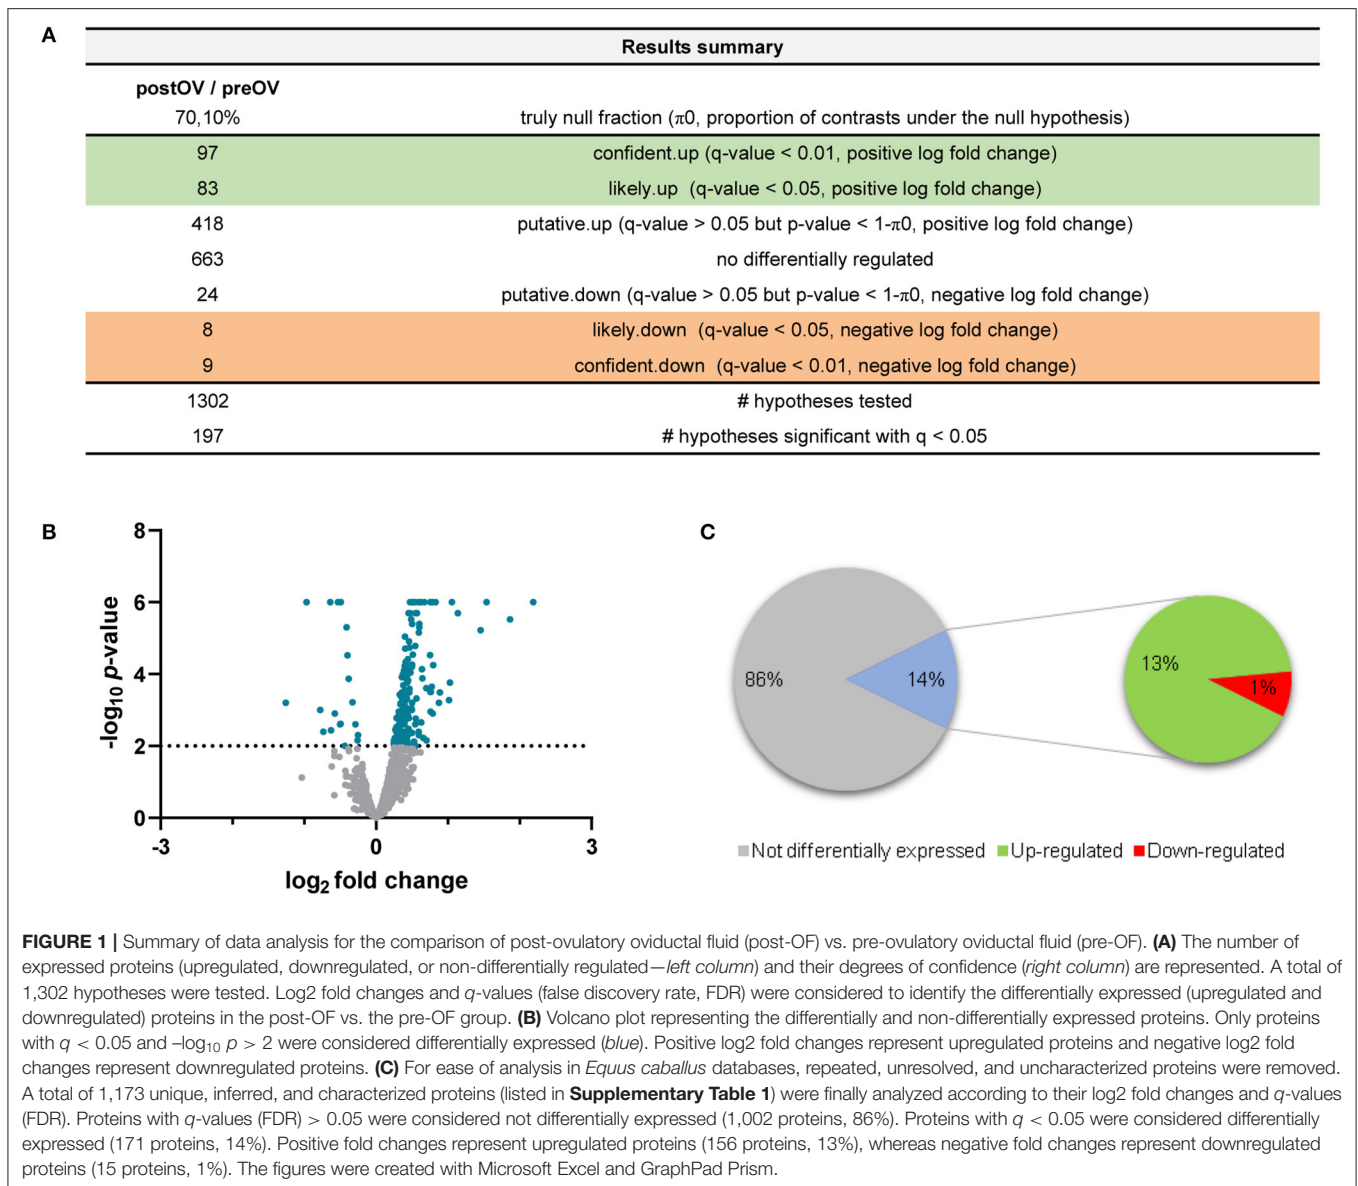 A
Results summary
postOV / preOV
70,10% truly null fraction (π0, proportion of contrasts under the null hypothesis)
97 confident.up (q-value < 0.01, positive log fold change)
83 likely.up (q-value < 0.05, positive log fold change)
418 putative.up (q-value > 0.05 but p-value < 1-π0, positive log fold change)
663 no differentially regulated
24 putative.down (q-value > 0.05 but p-value < 1-π0, negative log fold change)
8 likely.down (q-value < 0.05, negative log fold change)
9 confident.down (q-value < 0.01, negative log fold change)
1302 # hypotheses tested
197 # hypotheses significant with q < 0.05
B
8
6
4
2
0
-log10 p-value
-3 0 3
log2 fold change
C
86% 14%
13% 1%
Not differentially expressed Up-regulated Down-regulated
FIGURE 1 | Summary of data analysis for the comparison of post-ovulatory oviductal fluid (post-OF) vs. pre-ovulatory oviductal fluid (pre-OF). (A) The number of
expressed proteins (upregulated, downregulated, or non-differentially regulated—left column) and their degrees of confidence (right column) are represented. A total of
1,302 hypotheses were tested. Log2 fold changes and q-values (false discovery rate, FDR) were considered to identify the differentially expressed (upregulated and
downregulated) proteins in the post-OF vs. the pre-OF group. (B) Volcano plot representing the differentially and non-differentially expressed proteins. Only proteins
with q < 0.05 and –log10 p > 2 were considered differentially expressed (blue). Positive log2 fold changes represent upregulated proteins and negative log2 fold
changes represent downregulated proteins. (C) For ease of analysis in Equus caballus databases, repeated, unresolved, and uncharacterized proteins were removed.
A total of 1,173 unique, inferred, and characterized proteins (listed in Supplementary Table 1) were finally analyzed according to their log2 fold changes and q-values
(FDR). Proteins with q-values (FDR) > 0.05 were considered not differentially expressed (1,002 proteins, 86%). Proteins with q < 0.05 were considered differentially
expressed (171 proteins, 14%). Positive fold changes represent upregulated proteins (156 proteins, 13%), whereas negative fold changes represent downregulated
proteins (15 proteins, 1%). The figures were created with Microsoft Excel and GraphPad Prism.